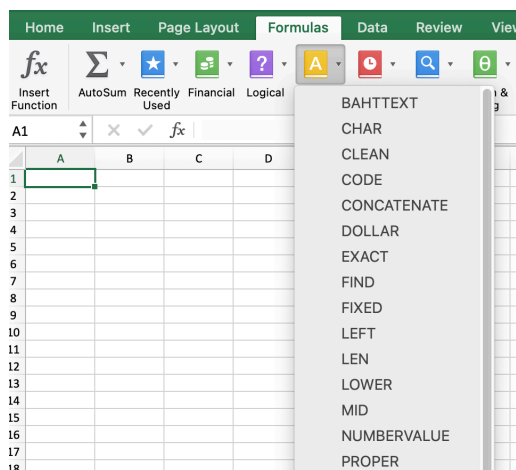 Home Insert Page Layout Formulas Data Review View
fx Σ ★ ? A θ
Insert Function AutoSum Recently Used Financial Logical &
A1 fx
A B C D
1
2
3
4
5
6
7
8
9
10
11
12
13
14
15
16
17
18
BAHTTEXT
CHAR
CLEAN
CODE
CONCATENATE
DOLLAR
EXACT
FIND
FIXED
LEFT
LEN
LOWER
MID
NUMBERVALUE
PROPER